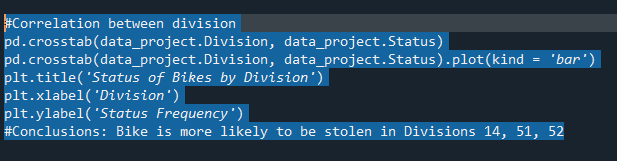 #Correlation between division
pd.crosstab(data_project.Division, data_project.Status)
pd.crosstab(data_project.Division, data_project.Status).plot(kind = 'bar')
plt.title('Status of Bikes by Division')
plt.xlabel('Division')
plt.ylabel('Status Frequency')
#Conclusions: Bike is more likely to be stolen in Divisions 14, 51, 52